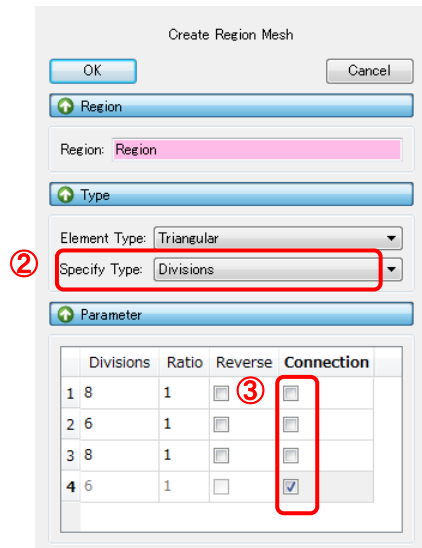 Create Region Mesh
OK Cancel
Region
Region: Region
Type
Element Type: Triangular
② Specify Type: Divisions
Parameter
Divisions Ratio Reverse Connection
1 8 1 ③
2 6 1
3 8 1
4 6 1